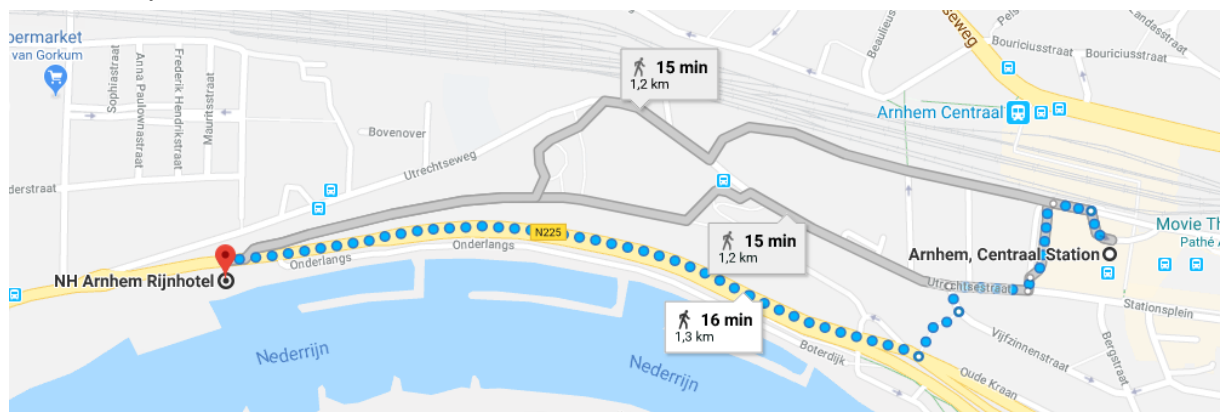 permarket
van Gorkum
Sophiastraat
Anna Paulownastraat
Frederik Hendrikstraat
Mauritsstraat
Bovenover
Utrechtseweg
derstraat
15 min
1,2 km
Beaulieus
seweg
Bouriciusstraat
Bouriciusstraat
Landasstraat
Arnhem Centraal
N225
Onderlangs
Onderlangs
15 min
1,2 km
Movie Th
Pathé A
Arnhem, Centraal Station
NH Arnhem Rijnhotel
Utrechtsestraat
Stationsplein
16 min
1,3 km
Nederrijn
Nederrijn
Boterdijk
Vijfzinnenstraat
Bergstraat
Oude Kraan